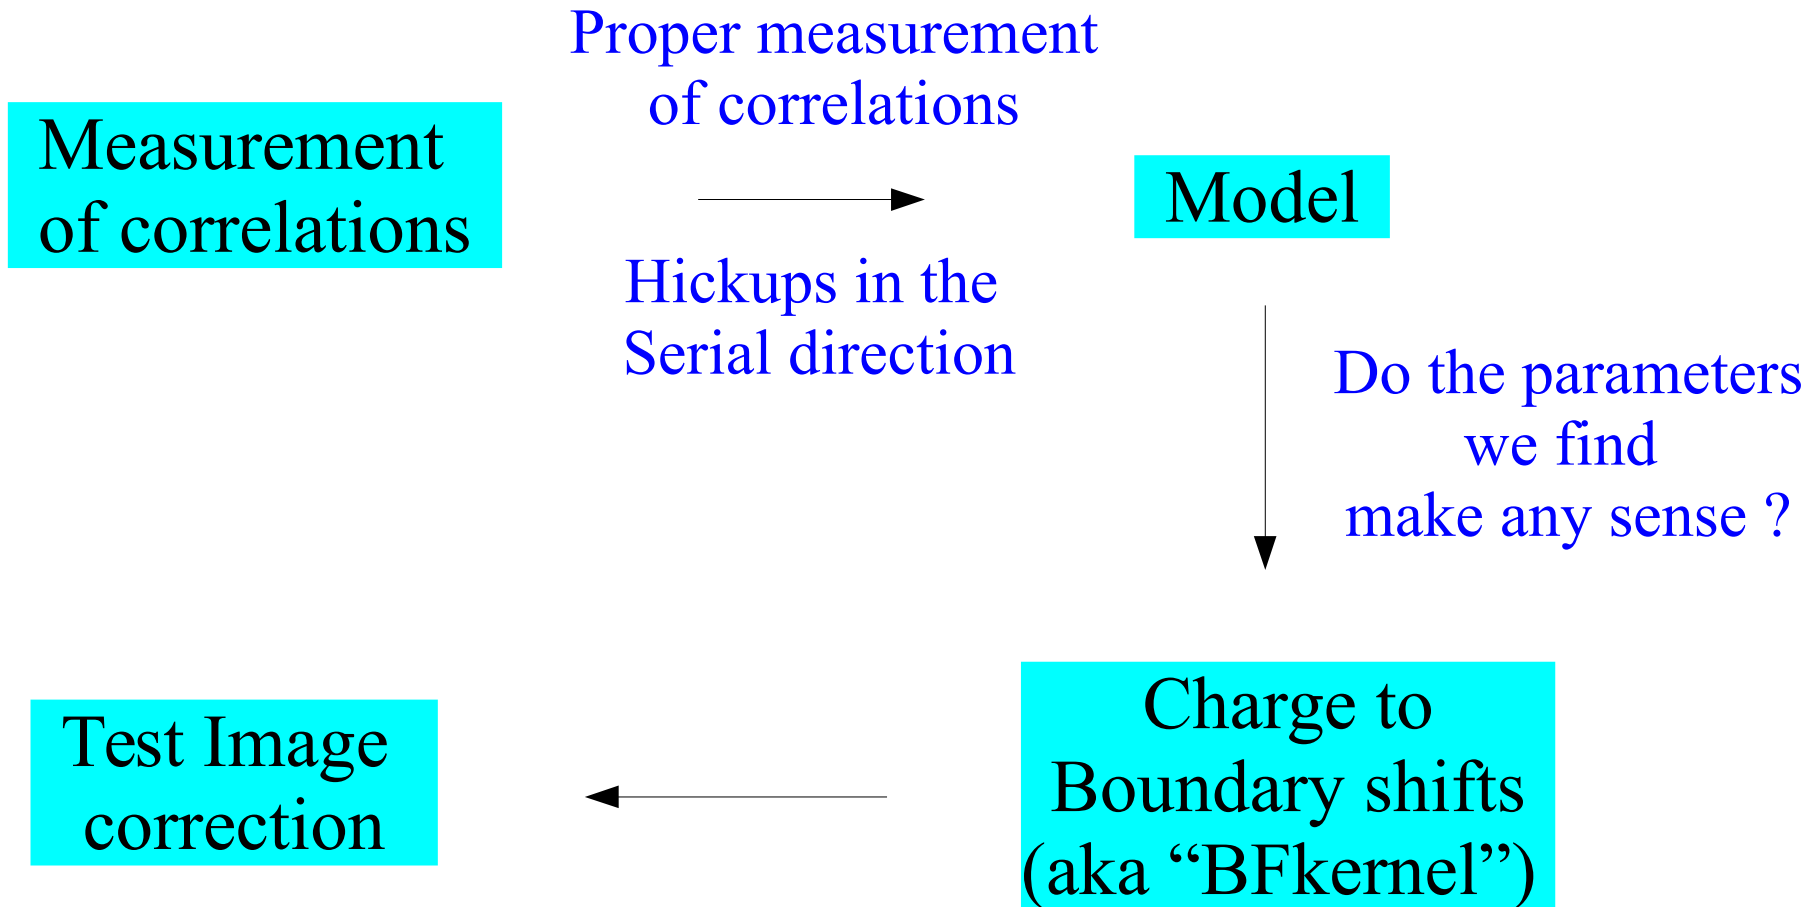 Proper measurement
of correlations
Measurement
of correlations
Model
Hickups in the
Serial direction
Do the parameters
we find
make any sense ?
Charge to
Boundary shifts
(aka “BFkernel”)
Test Image
correction